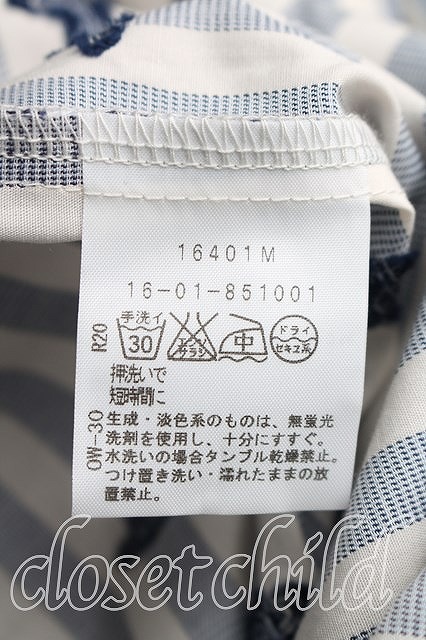 16401M
16-01-851001
R20
手洗イ
30
エンソサラシ
中
ドライ
セキユ系
押洗いで
短時間に
OW-30
生成・淡色系のものは、無蛍光
洗剤を使用し、十分にすすぐ。
水洗いの場合タンブル乾燥禁止。
つけ置き洗い・濡れたままの放
置禁止。
closetchild